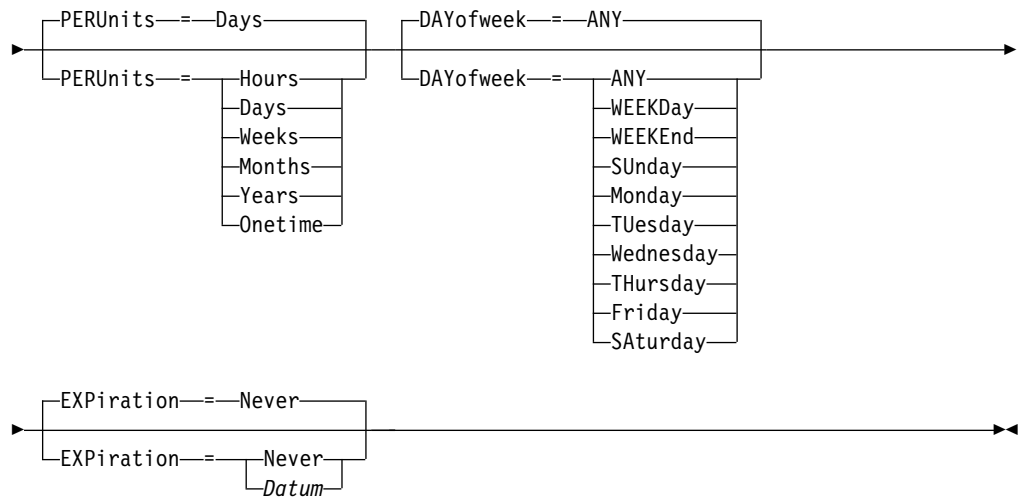 PERUnits = Days DAYofweek = ANY
PERUnits = Hours DAYofweek = ANY
Days WEEKDay
Weeks WEEKEnd
Months SUnday
Years Monday
Onetime TUesday
Wednesday
THursday
Friday
SAturday
EXPiration = Never
EXPiration = Never
Datum